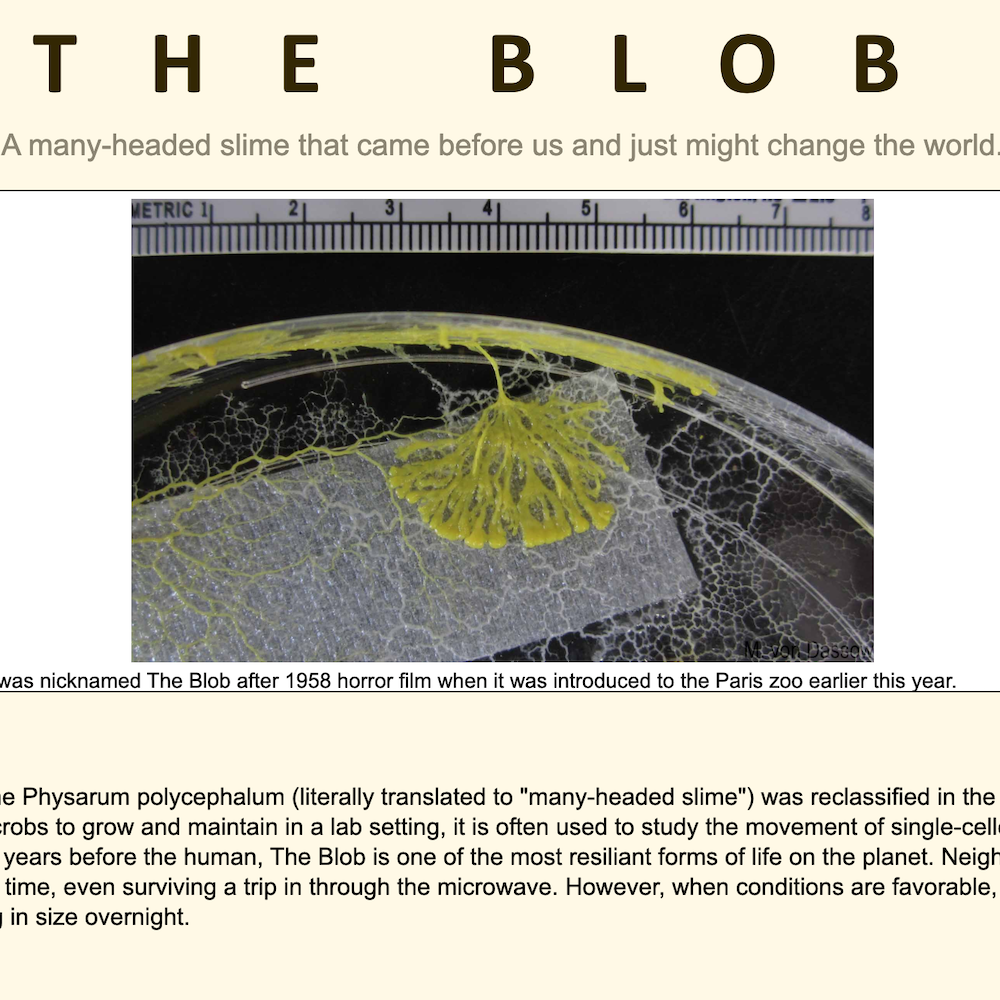 THE BLOB
A many-headed slime that came before us and just might change the world.
METRIC 1 2 3 4 5 6 7 8
M. von Dassow
was nicknamed The Blob after 1958 horror film when it was introduced to the Paris zoo earlier this year.
Physarum polycephalum (literally translated to "many-headed slime") was reclassified in the
crobs to grow and maintain in a lab setting, it is often used to study the movement of single-cell
years before the human, The Blob is one of the most resiliant forms of life on the planet. Neigh
time, even surviving a trip in through the microwave. However, when conditions are favorable,
in size overnight.